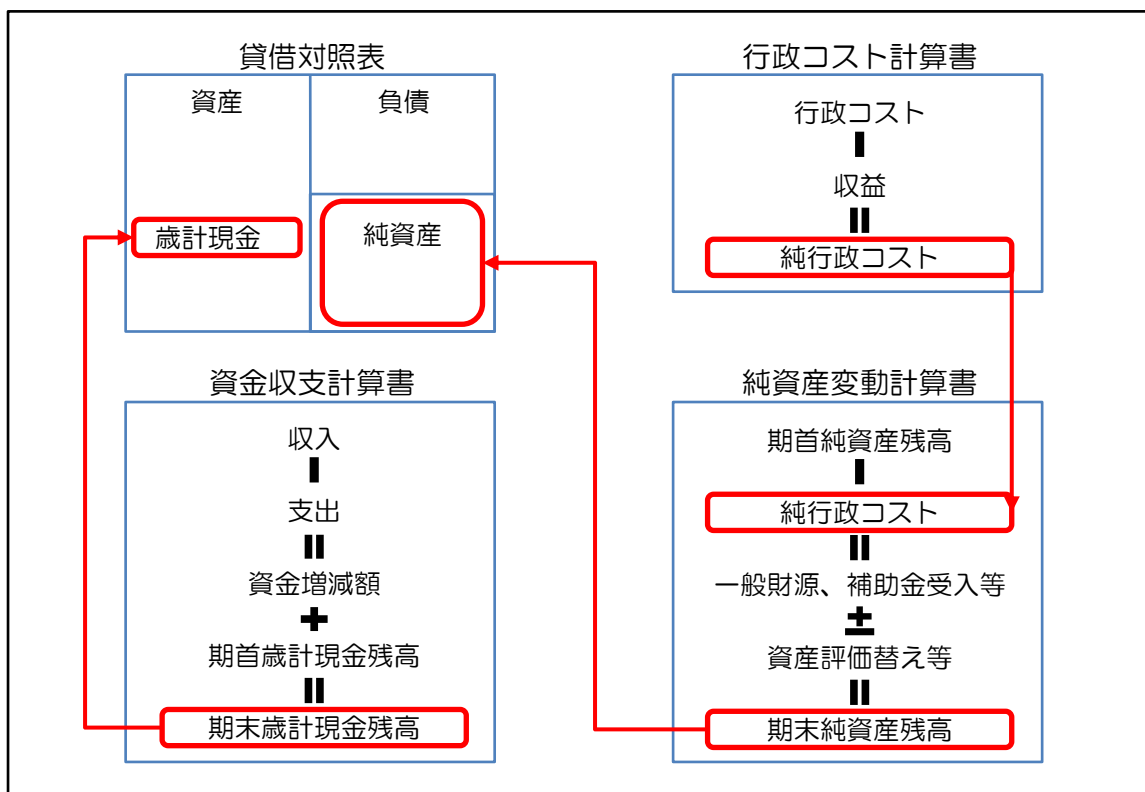 貸借対照表
資産
負債
歳計現金
純資産
行政コスト計算書
行政コスト
-
収益
=
純行政コスト
資金収支計算書
収入
-
支出
=
資金増減額
+
期首歳計現金残高
=
期末歳計現金残高
純資産変動計算書
期首純資産残高
-
純行政コスト
=
一般財源、補助金受入等
±
資産評価替え等
=
期末純資産残高